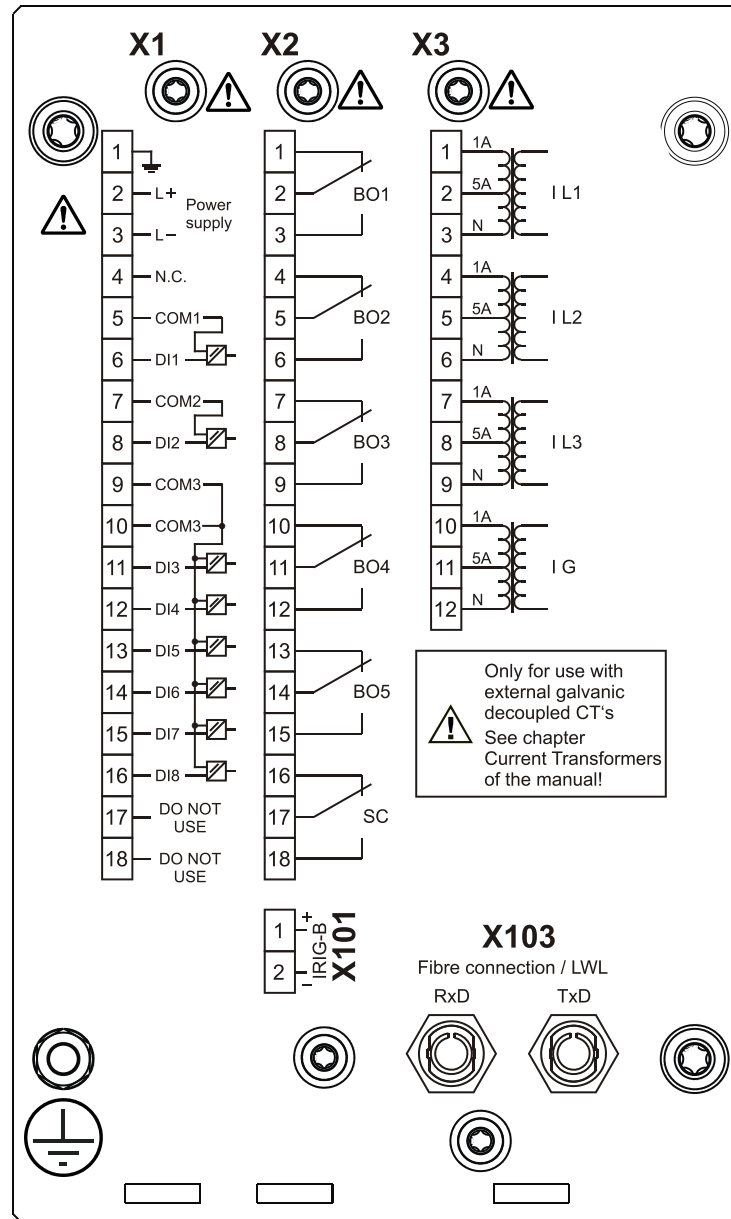 X1 X2 X3
1
2 L+
3 L−
Power
supply
4 N.C.
5 COM1
6 DI1
7 COM2
8 DI2
9 COM3
10 COM3
11 DI3
12 DI4
13 DI5
14 DI6
15 DI7
16 DI8
17 DO NOT
USE
18 DO NOT
USE
1
2 BO1
3
4
5 BO2
6
7
8 BO3
9
10
11 BO4
12
13
14 BO5
15
16
17 SC
18
1 1A
2 5A I L1
3 N
4 1A
5 5A I L2
6 N
7 1A
8 5A I L3
9 N
10 1A
11 5A I G
12 N
Only for use with
external galvanic
decoupled CT‘s
See chapter
Current Transformers
of the manual!
1 +
2 −
IRIG-B
X101
X103
Fibre connection / LWL
RxD TxD